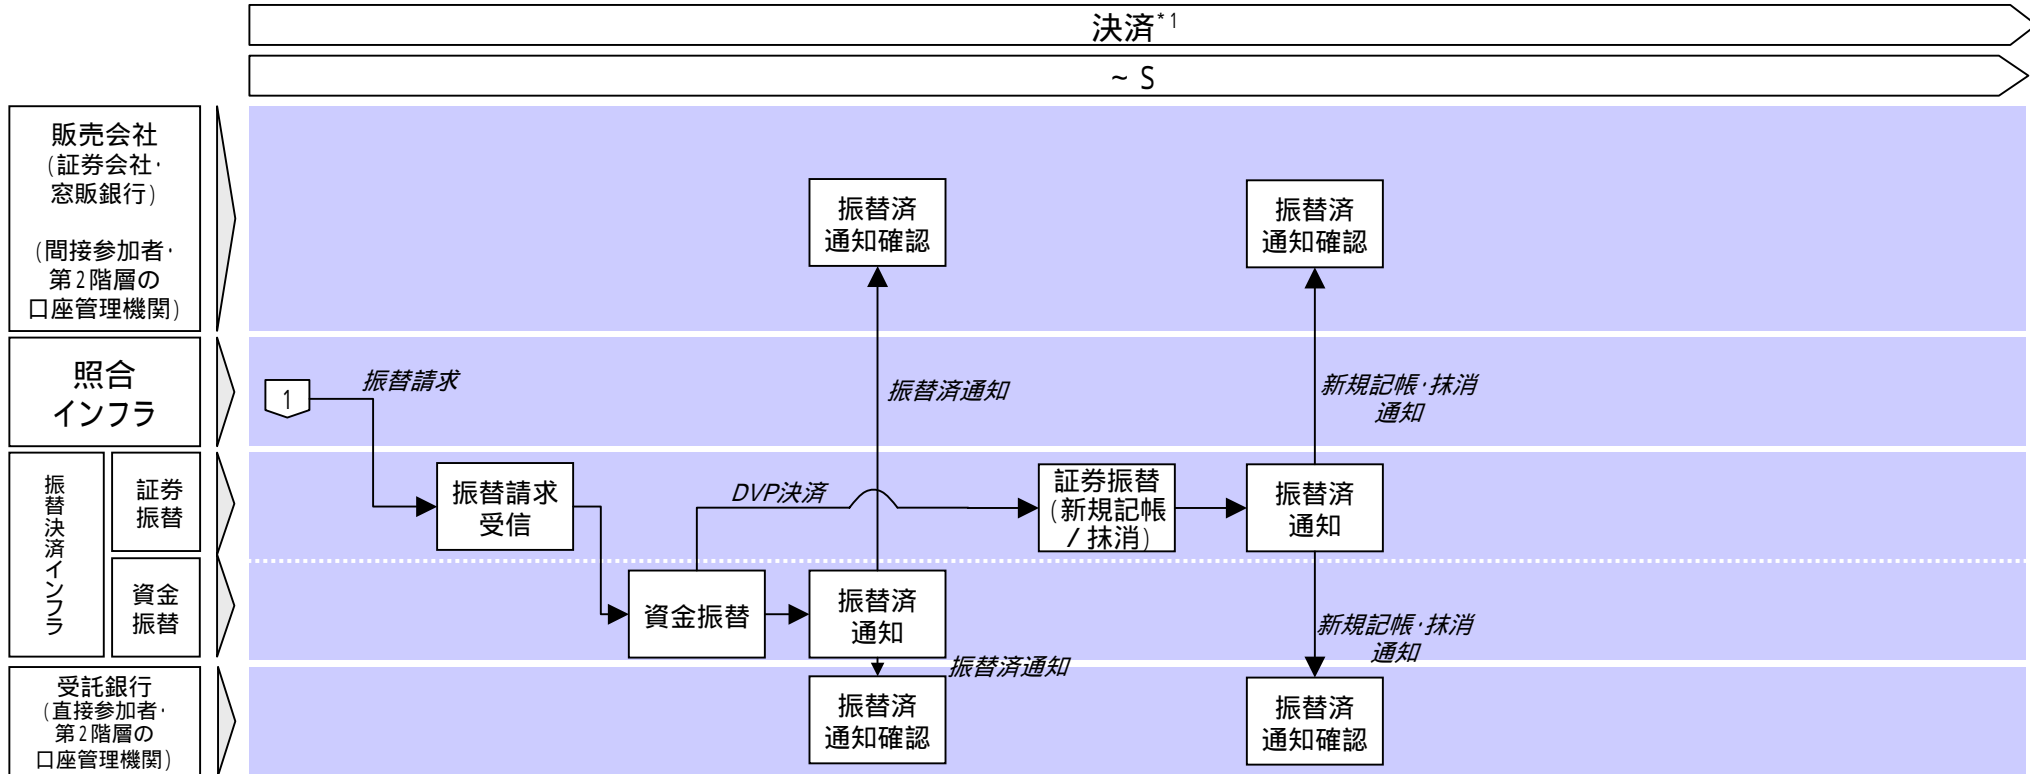 決済*1
~ S
販売会社
(証券会社・
窓販銀行)
(間接参加者・
第2階層の
口座管理機関)
振替済
通知確認
振替済
通知確認
照合
インフラ
1
振替請求
振替済通知
新規記帳・抹消
通知
振替決済インフラ
証券
振替
振替請求
受信
DVP決済
証券振替
(新規記帳
/抹消)
振替済
通知
資金
振替
資金振替
振替済
通知
新規記帳・抹消
通知
振替済通知
受託銀行
(直接参加者・
第2階層の
口座管理機関)
振替済
通知確認
振替済
通知確認